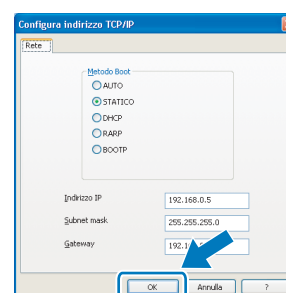 Configura indirizzo TCP/IP
Rete
Metodo Boot
AUTO
STATICO
DHCP
RARP
BOOTP
Indirizzo IP 192.168.0.5
Subnet mask 255.255.255.0
Gateway
OK Annulla ?